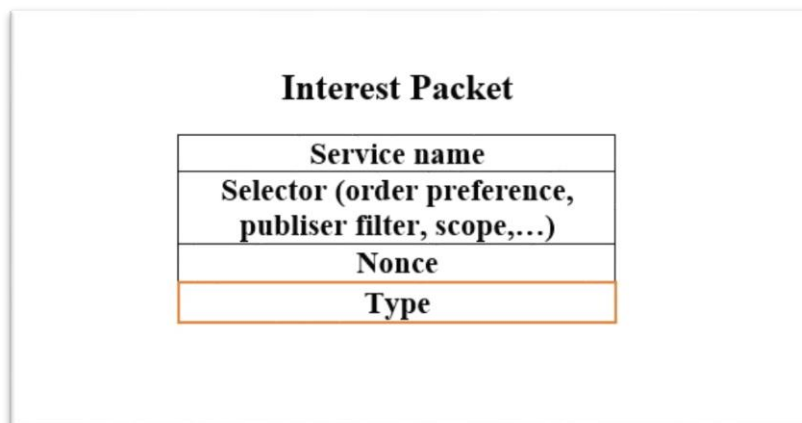 Interest Packet
Service name
Selector (order preference,
publiser filter, scope,...)
Nonce
Type